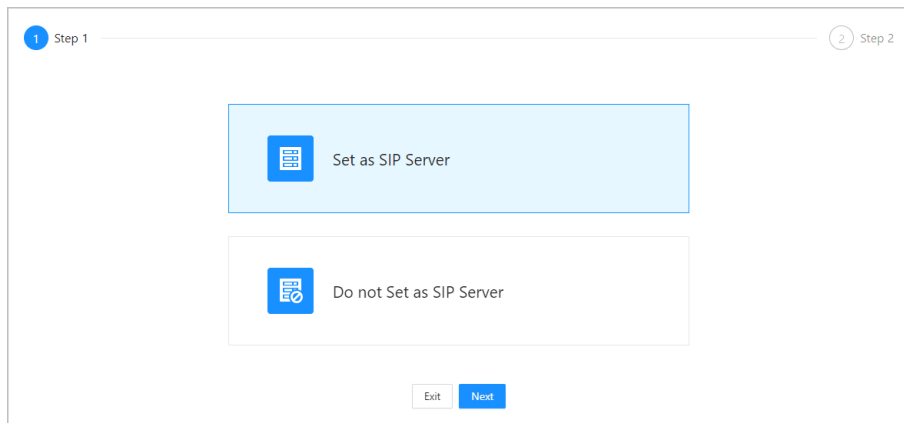 1 Step 1
2 Step 2
Set as SIP Server
Do not Set as SIP Server
Exit Next